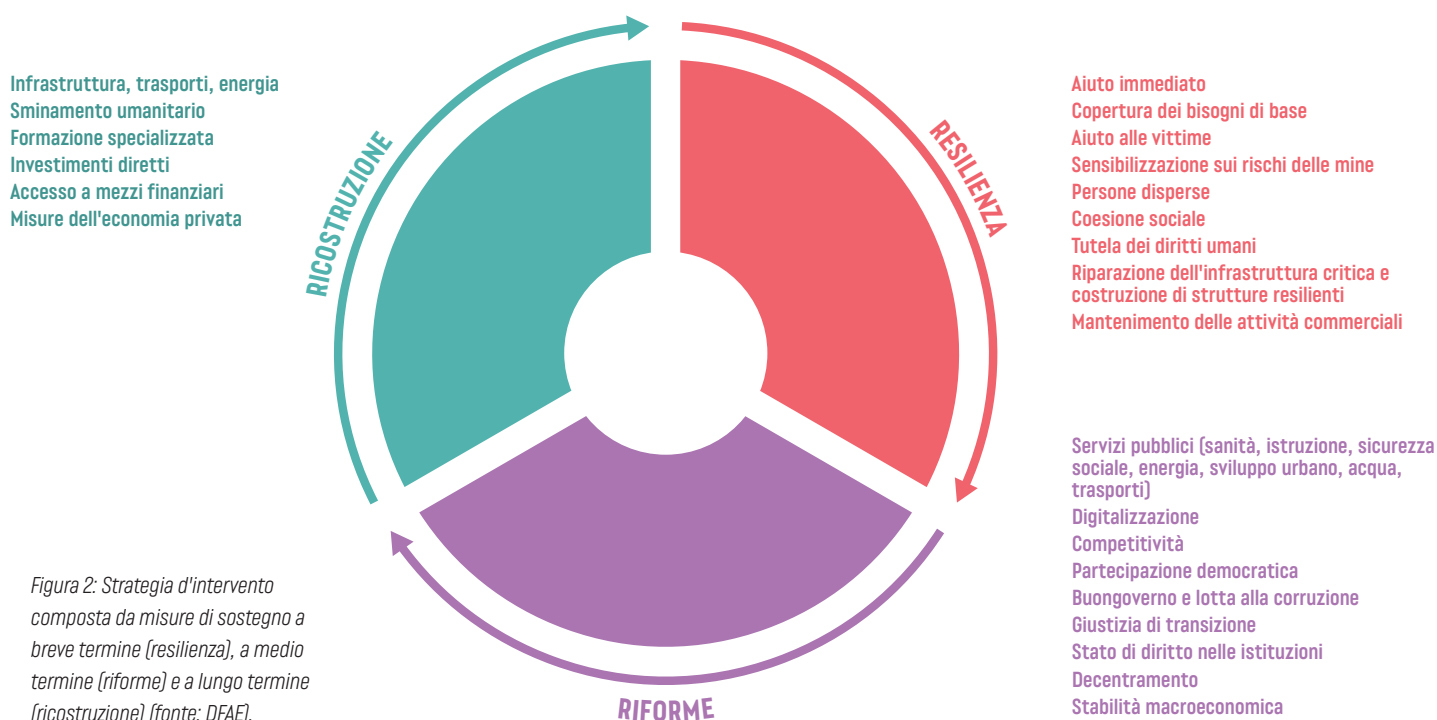 Infrastruttura, trasporti, energia
Sminamento umanitario
Formazione specializzata
Investimenti diretti
Accesso a mezzi finanziari
Misure dell'economia privata
RICOSTRUZIONE
RESILIENZA
Aiuto immediato
Copertura dei bisogni di base
Aiuto alle vittime
Sensibilizzazione sui rischi delle mine
Persone disperse
Coesione sociale
Tutela dei diritti umani
Riparazione dell'infrastruttura critica e
costruzione di strutture resilienti
Mantenimento delle attività commerciali
Servizi pubblici (sanità, istruzione, sicurezza
sociale, energia, sviluppo urbano, acqua,
trasporti)
Digitalizzazione
Competitività
Partecipazione democratica
Buongoverno e lotta alla corruzione
Giustizia di transizione
Stato di diritto nelle istituzioni
Decentramento
Stabilità macroeconomica
RIFORME
Figura 2: Strategia d'intervento
composta da misure di sostegno a
breve termine (resilienza), a medio
termine (riforme) e a lungo termine
(ricostruzione) (fonte: DFAE).